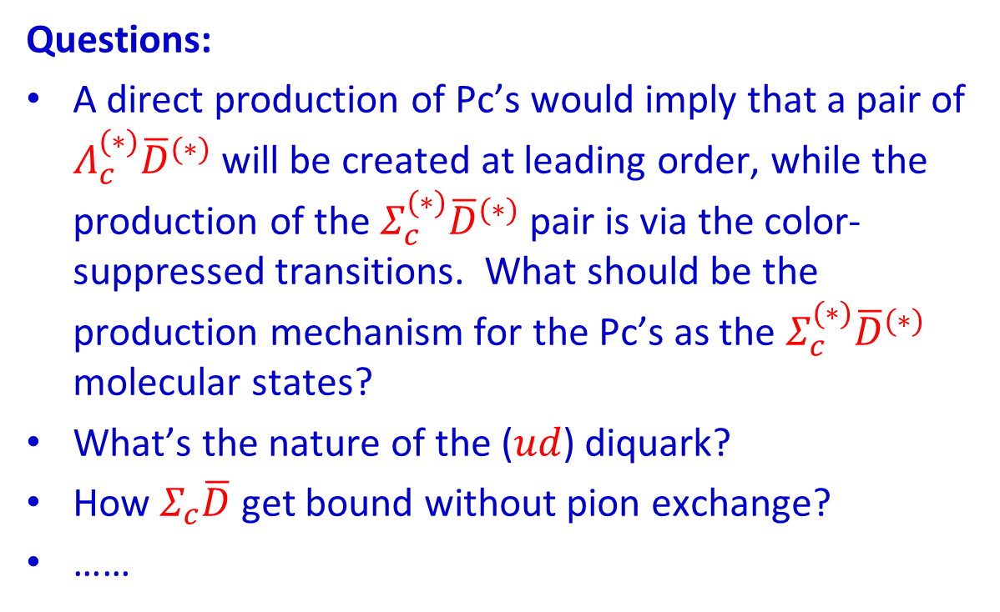 Questions:
• A direct production of Pc’s would imply that a pair of
$\Lambda_c^{(*)}\bar{D}^{(*)}$ will be created at leading order, while the
production of the $\Sigma_c^{(*)}\bar{D}^{(*)}$ pair is via the color-
suppressed transitions. What should be the
production mechanism for the Pc’s as the $\Sigma_c^{(*)}\bar{D}^{(*)}$
molecular states?
• What’s the nature of the ($ud$) diquark?
• How $\Sigma_c\bar{D}$ get bound without pion exchange?
• ……